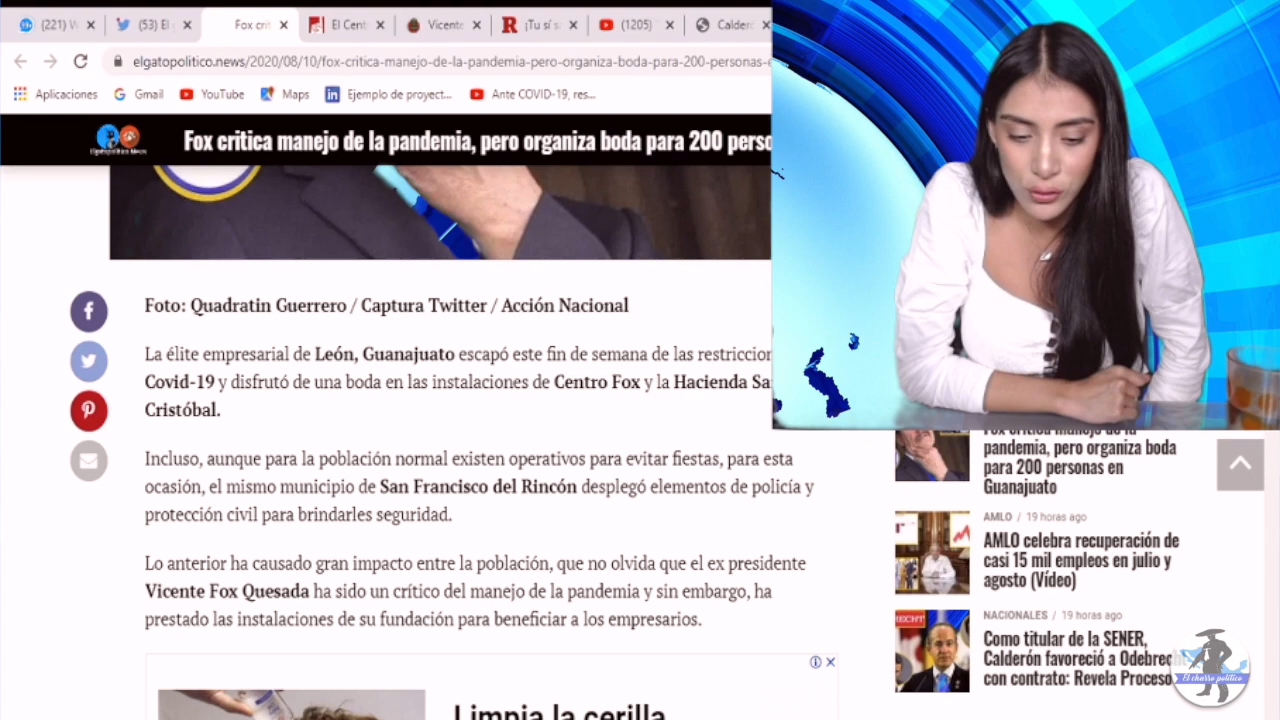 (221) W
(53) El
Fox crit
El Cent
Vicente
¡Tu sí s
(1205)
Calder
elgatopolitico.news/2020/08/10/fox-critica-manejo-de-la-pandemia-pero-organiza-boda-para-200-personas-e
Aplicaciones Gmail YouTube Maps Ejemplo de proyect... Ante COVID-19, res...
Fox critica manejo de la pandemia, pero organiza boda para 200 perso
Foto: Quadratin Guerrero / Captura Twitter / Acción Nacional
La élite empresarial de León, Guanajuato escapó este fin de semana de las restriccion
Covid-19 y disfrutó de una boda en las instalaciones de Centro Fox y la Hacienda Sa
Cristóbal.
Incluso, aunque para la población normal existen operativos para evitar fiestas, para esta
ocasión, el mismo municipio de San Francisco del Rincón desplegó elementos de policía y
protección civil para brindarles seguridad.
Lo anterior ha causado gran impacto entre la población, que no olvida que el ex presidente
Vicente Fox Quesada ha sido un crítico del manejo de la pandemia y sin embargo, ha
prestado las instalaciones de su fundación para beneficiar a los empresarios.
Limpia la cerilla
Fox critica manejo de la
pandemia, pero organiza boda
para 200 personas en
Guanajuato
AMLO / 19 horas ago
AMLO celebra recuperación de
casi 15 mil empleos en julio y
agosto (Vídeo)
NACIONALES / 19 horas ago
Como titular de la SENER,
Calderón favoreció a Odebrech
con contrato: Revela Proceso
RECHT
El churro político